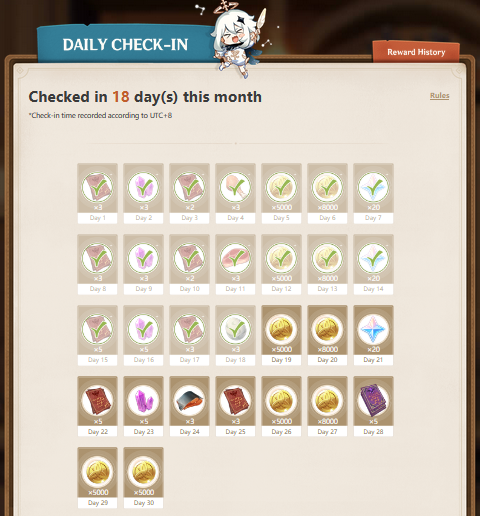 DAILY CHECK-IN
Reward History
Checked in 18 day(s) this month
Rules
*Check-in time recorded according to UTC+8
×3 ×3 ×2 ×3 ×5000 ×8000 ×20
Day 1 Day 2 Day 3 Day 4 Day 5 Day 6 Day 7
×3 ×3 ×2 ×3 ×5000 ×8000 ×20
Day 8 Day 9 Day 10 Day 11 Day 12 Day 13 Day 14
×5 ×5 ×3 ×3 ×5000 ×8000 ×20
Day 15 Day 16 Day 17 Day 18 Day 19 Day 20 Day 21
×5 ×5 ×3 ×3 ×5000 ×8000 ×5
Day 22 Day 23 Day 24 Day 25 Day 26 Day 27 Day 28
×5000 ×5000
Day 29 Day 30